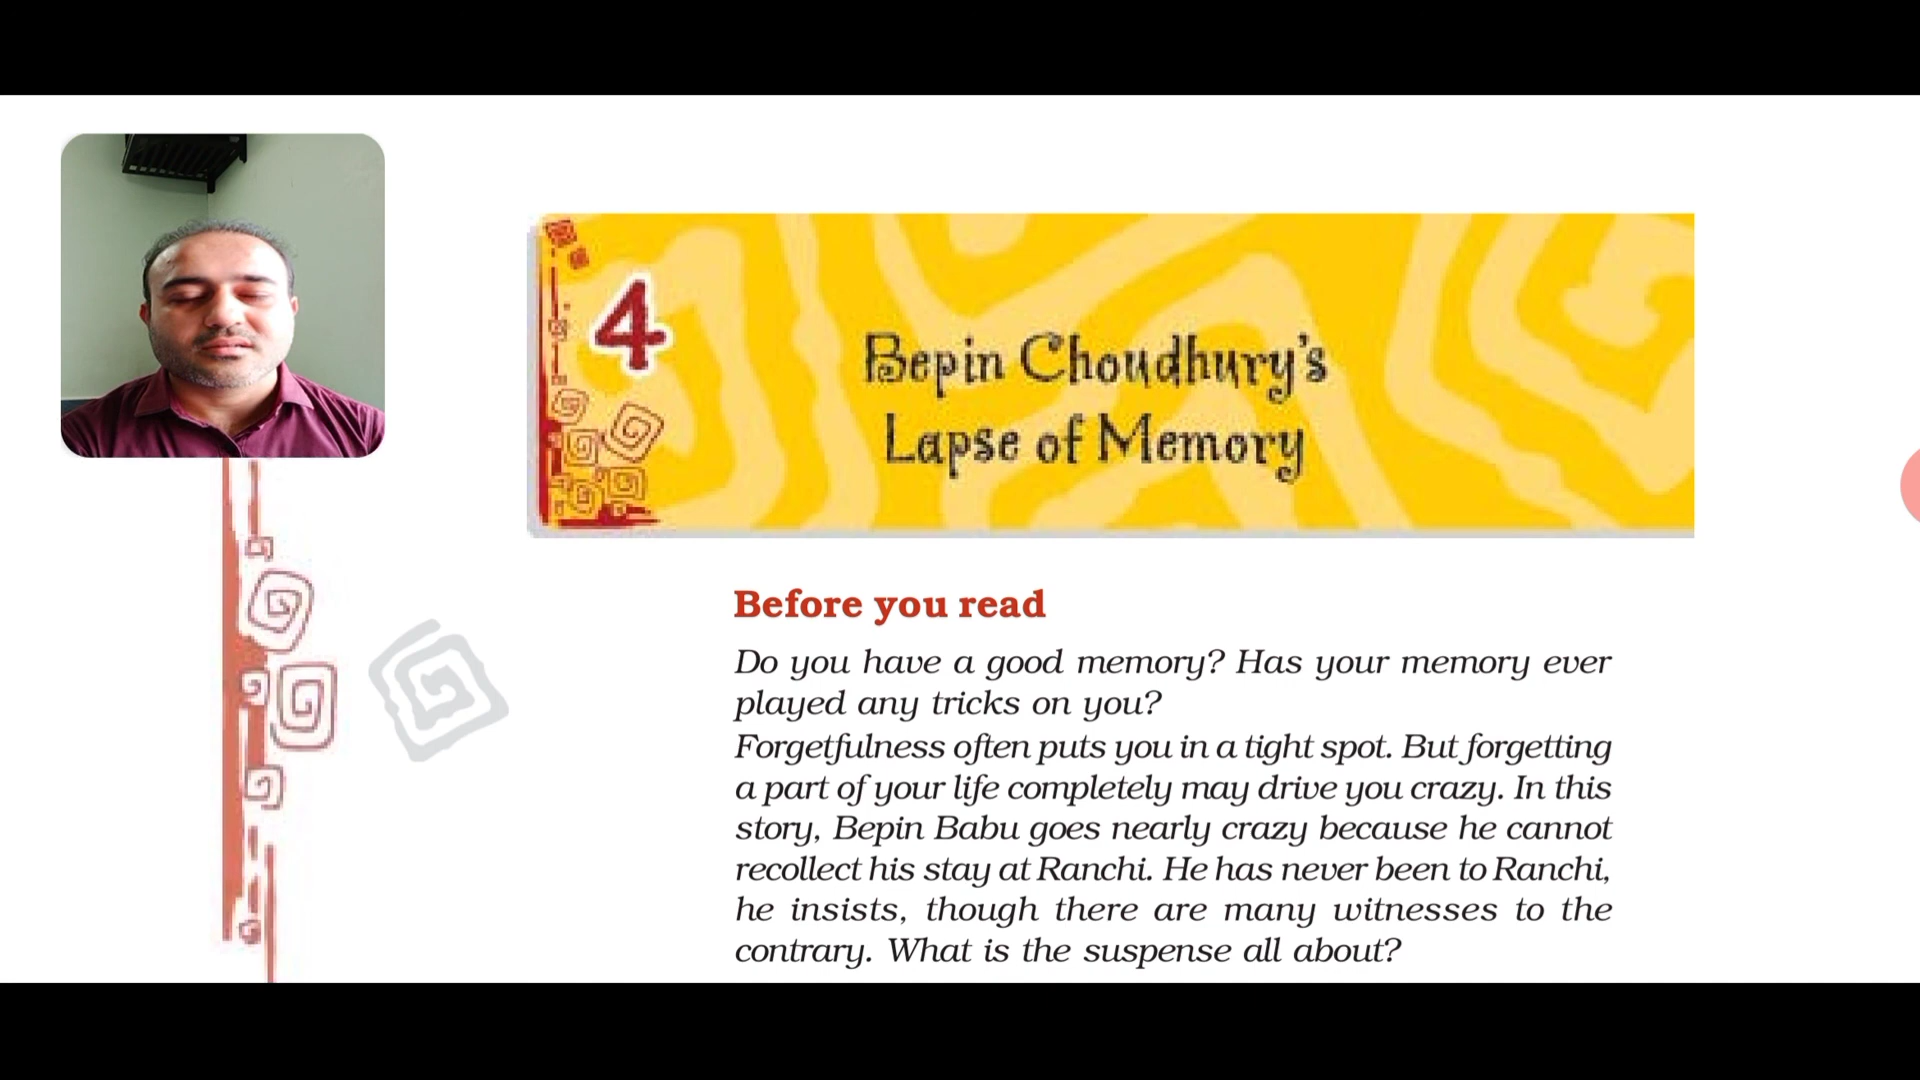 4
Bepin Choudhury's
Lapse of Memory
Before you read
Do you have a good memory? Has your memory ever
played any tricks on you?
Forgetfulness often puts you in a tight spot. But forgetting
a part of your life completely may drive you crazy. In this
story, Bepin Babu goes nearly crazy because he cannot
recollect his stay at Ranchi. He has never been to Ranchi,
he insists, though there are many witnesses to the
contrary. What is the suspense all about?